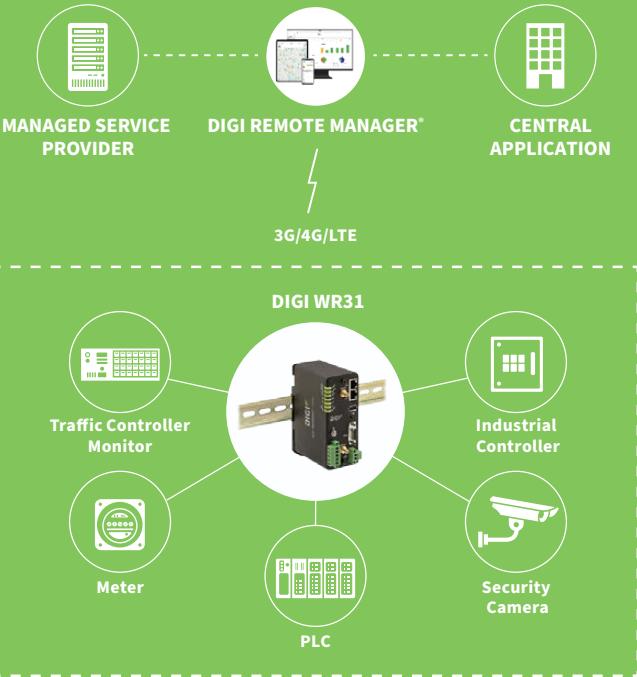 MANAGED SERVICE
PROVIDER
DIGI REMOTE MANAGER®
CENTRAL
APPLICATION
3G/4G/LTE
DIGI WR31
DIGI
Traffic Controller
Monitor
Industrial
Controller
Meter
Security
Camera
PLC